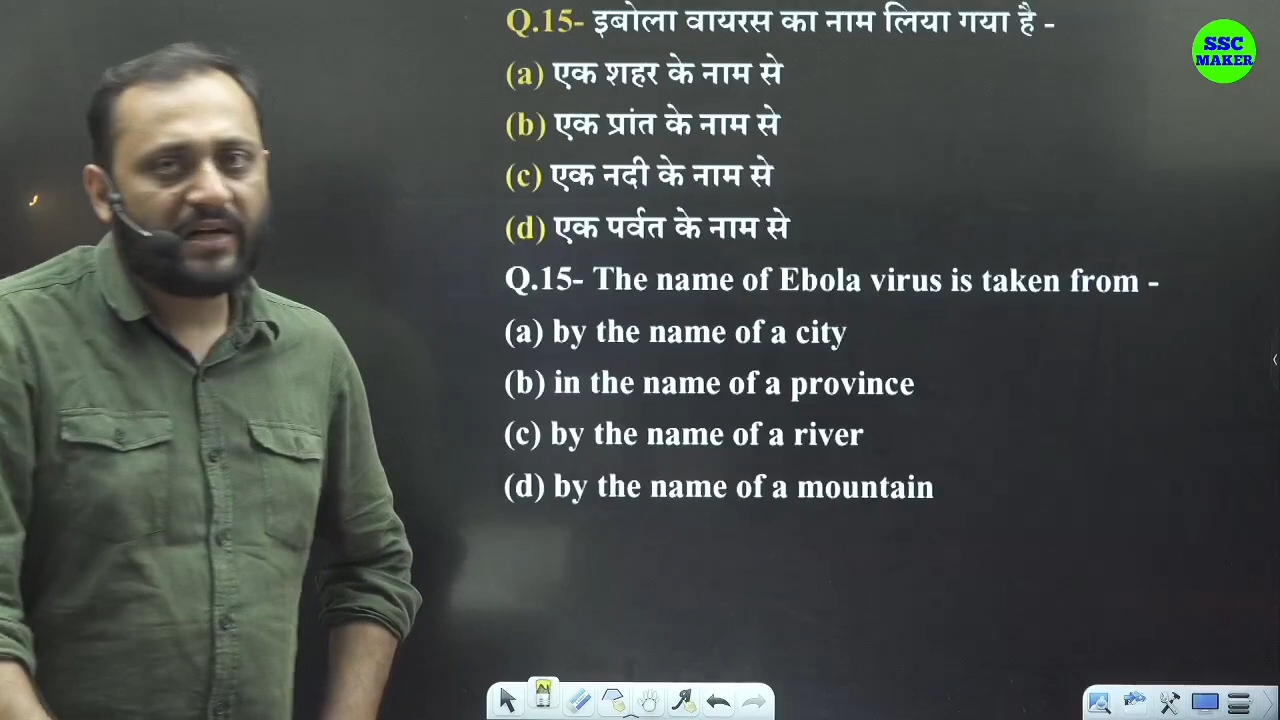 Q.15- इबोला वायरस का नाम लिया गया है -
(a) एक शहर के नाम से
(b) एक प्रांत के नाम से
(c) एक नदी के नाम से
(d) एक पर्वत के नाम से
Q.15- The name of Ebola virus is taken from -
(a) by the name of a city
(b) in the name of a province
(c) by the name of a river
(d) by the name of a mountain
SSC
MAKER